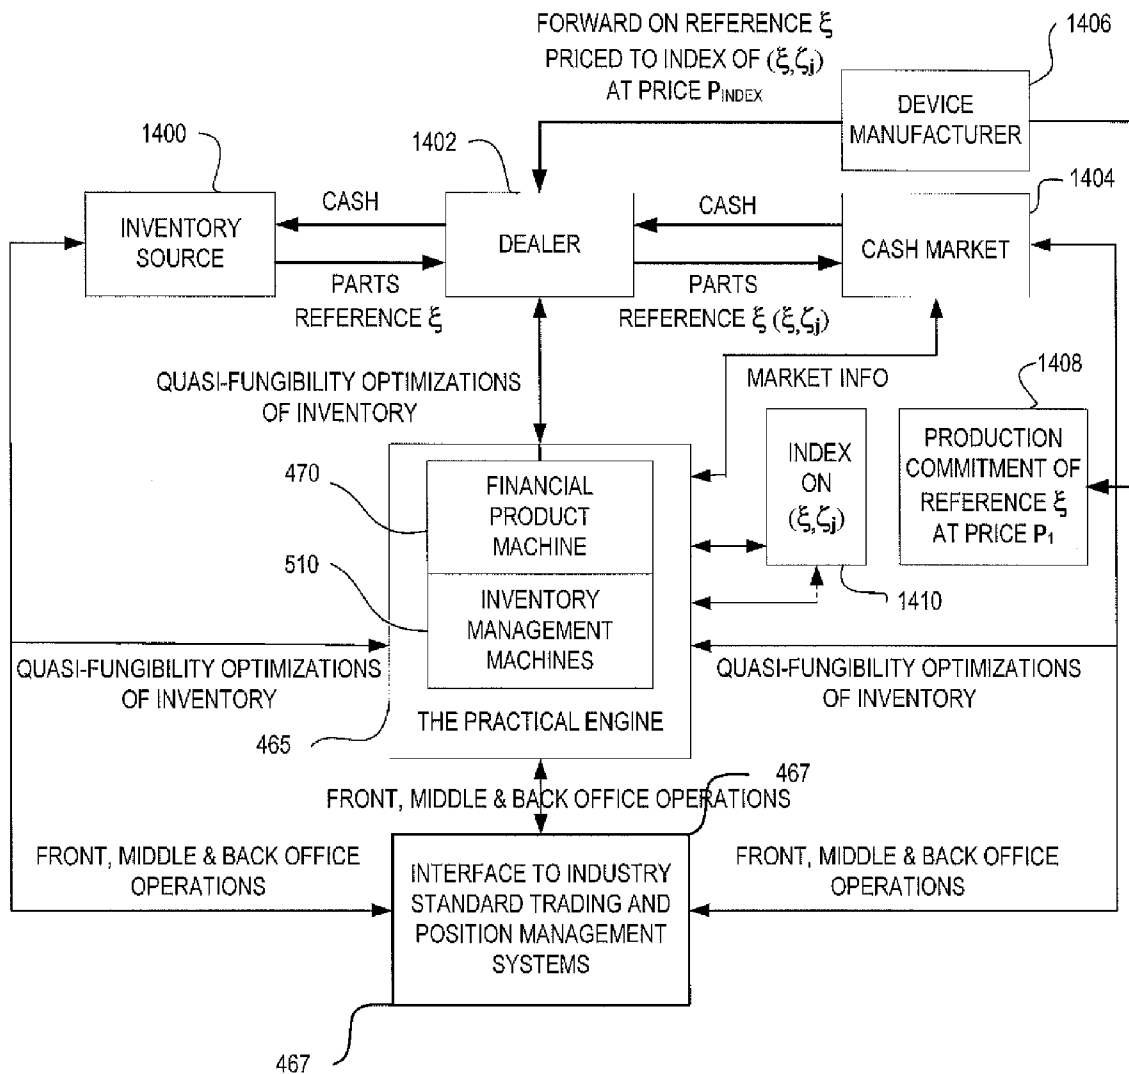 FORWARD ON REFERENCE ξ
PRICED TO INDEX OF (ξ,ζj)
AT PRICE PINDEX
1406
DEVICE
MANUFACTURER
1400
1402
1404
INVENTORY
SOURCE
CASH
DEALER
CASH
CASH MARKET
PARTS
REFERENCE ξ
PARTS
REFERENCE ξ (ξ,ζj)
QUASI-FUNGIBILITY OPTIMIZATIONS
OF INVENTORY
MARKET INFO
1408
470
FINANCIAL
PRODUCT
MACHINE
INDEX
ON
(ξ,ζj)
PRODUCTION
COMMITMENT OF
REFERENCE ξ
AT PRICE P1
510
INVENTORY
MANAGEMENT
MACHINES
1410
QUASI-FUNGIBILITY OPTIMIZATIONS
OF INVENTORY
QUASI-FUNGIBILITY OPTIMIZATIONS
OF INVENTORY
THE PRACTICAL ENGINE
465
467
FRONT, MIDDLE & BACK OFFICE OPERATIONS
FRONT, MIDDLE & BACK OFFICE
OPERATIONS
FRONT, MIDDLE & BACK OFFICE
OPERATIONS
INTERFACE TO INDUSTRY
STANDARD TRADING AND
POSITION MANAGEMENT
SYSTEMS
467